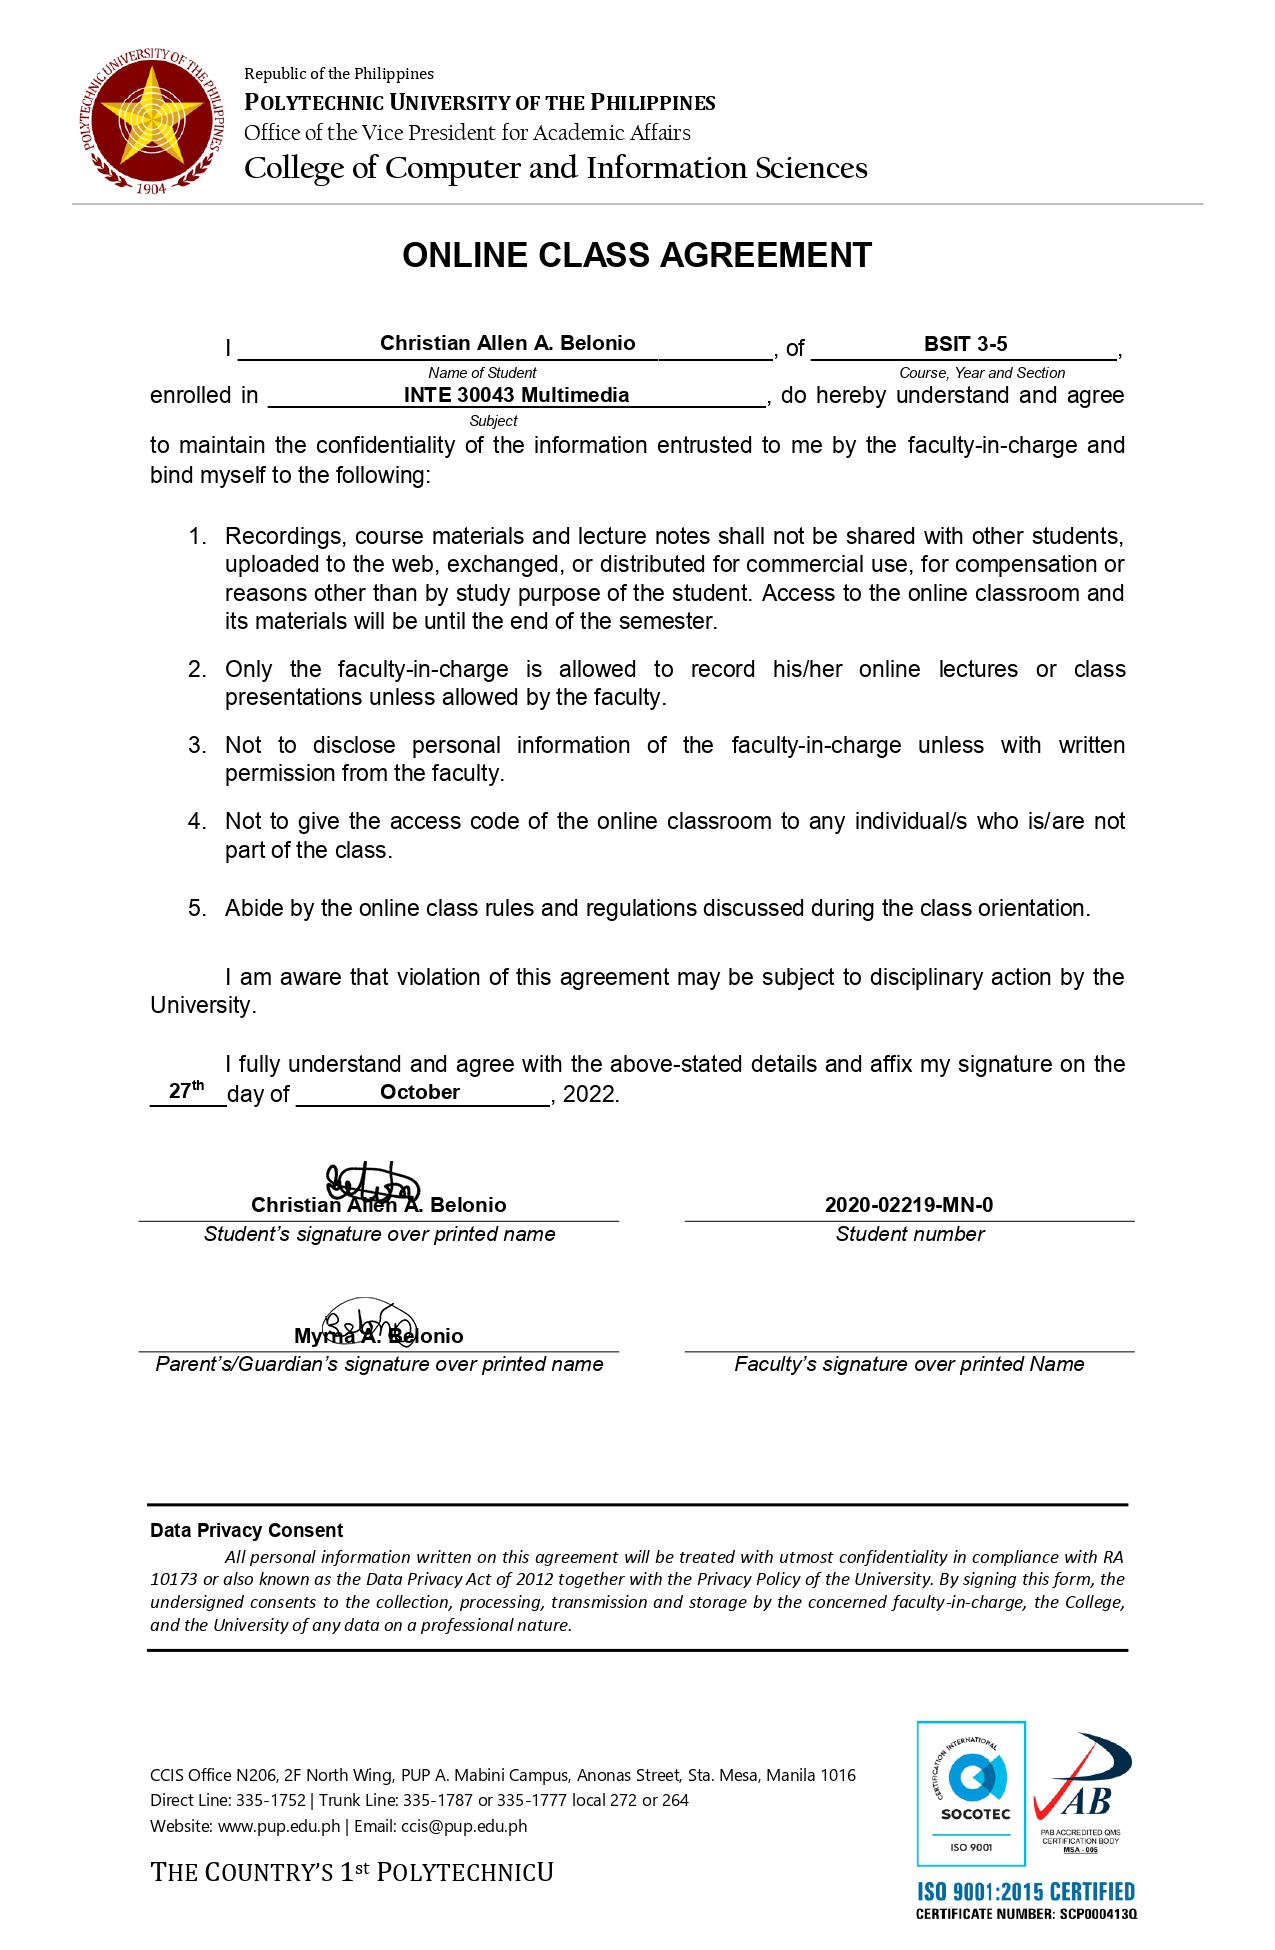 POLYTECHNIC UNIVERSITY OF THE PHILIPPINES
1904
Republic of the Philippines
POLYTECHNIC UNIVERSITY OF THE PHILIPPINES
Office of the Vice President for Academic Affairs
College of Computer and Information Sciences
ONLINE CLASS AGREEMENT
I Christian Allen A. Belonio, of BSIT 3-5,
Name of Student Course, Year and Section
enrolled in INTE 30043 Multimedia, do hereby understand and agree
Subject
to maintain the confidentiality of the information entrusted to me by the faculty-in-charge and
bind myself to the following:
1. Recordings, course materials and lecture notes shall not be shared with other students,
uploaded to the web, exchanged, or distributed for commercial use, for compensation or
reasons other than by study purpose of the student. Access to the online classroom and
its materials will be until the end of the semester.
2. Only the faculty-in-charge is allowed to record his/her online lectures or class
presentations unless allowed by the faculty.
3. Not to disclose personal information of the faculty-in-charge unless with written
permission from the faculty.
4. Not to give the access code of the online classroom to any individual/s who is/are not
part of the class.
5. Abide by the online class rules and regulations discussed during the class orientation.
I am aware that violation of this agreement may be subject to disciplinary action by the
University.
I fully understand and agree with the above-stated details and affix my signature on the
27th day of October, 2022.
Christian Allen A. Belonio 2020-02219-MN-0
Student's signature over printed name Student number
Myrna A. Belonio
Parent's/Guardian's signature over printed name Faculty's signature over printed Name
Data Privacy Consent
All personal information written on this agreement will be treated with utmost confidentiality in compliance with RA
10173 or also known as the Data Privacy Act of 2012 together with the Privacy Policy of the University. By signing this form, the
undersigned consents to the collection, processing, transmission and storage by the concerned faculty-in-charge, the College,
and the University of any data on a professional nature.
CCIS Office N206, 2F North Wing, PUP A. Mabini Campus, Anonas Street, Sta. Mesa, Manila 1016
Direct Line: 335-1752 | Trunk Line: 335-1787 or 335-1777 local 272 or 264
Website: www.pup.edu.ph | Email: ccis@pup.edu.ph
THE COUNTRY'S 1st POLYTECHNICU
CERTIFICATION INTERNATIONAL
SOCOTEC
ISO 9001
PAB
PAB ACCREDITED QMS
CERTIFICATION BODY
MSA - 005
ISO 9001:2015 CERTIFIED
CERTIFICATE NUMBER: SCP000413Q